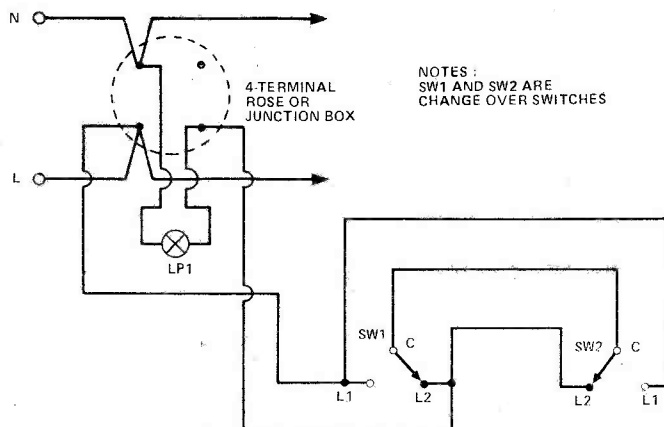 N
4-TERMINAL
ROSE OR
JUNCTION BOX
NOTES :
SW1 AND SW2 ARE
CHANGE OVER SWITCHES
L
LP1
SW1
C
SW2
C
L1
L2
L2
L1